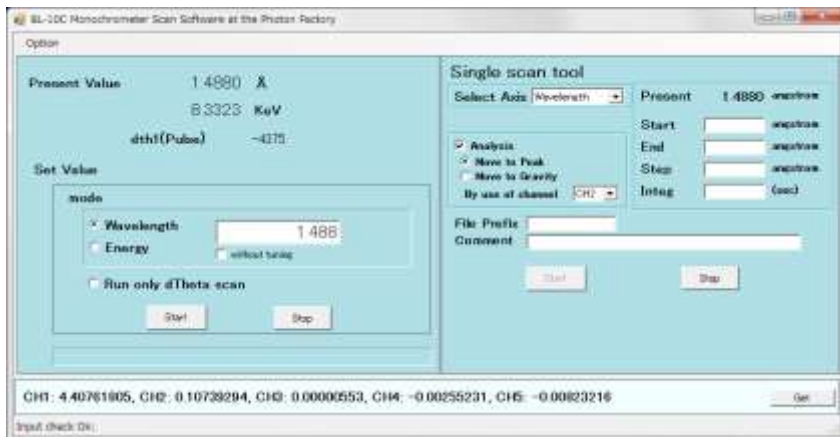 BL-10C Monochrometer Scan Software at the Photon Factory
Option
Present Value 1.4880 Å
8.3323 KeV
dth1(Pulse) -4375
Set Value
mode
Wavelength 1.488
Energy without tuning
Run only dTheta scan
Start Stop
Single scan tool
Select Axis Wavelength Present 1.4880 angstrom
Start angstrom
End angstrom
Step angstrom
Integ (sec)
Analysis
Move to Peak
Move to Gravity
By use of channel CH2
File Prefix
Comment
Start Stop
CH1: 4.40761805, CH2: 0.10739294, CH3: 0.00000553, CH4: -0.00255231, CH5: -0.00823216 Get
Input check Ok.